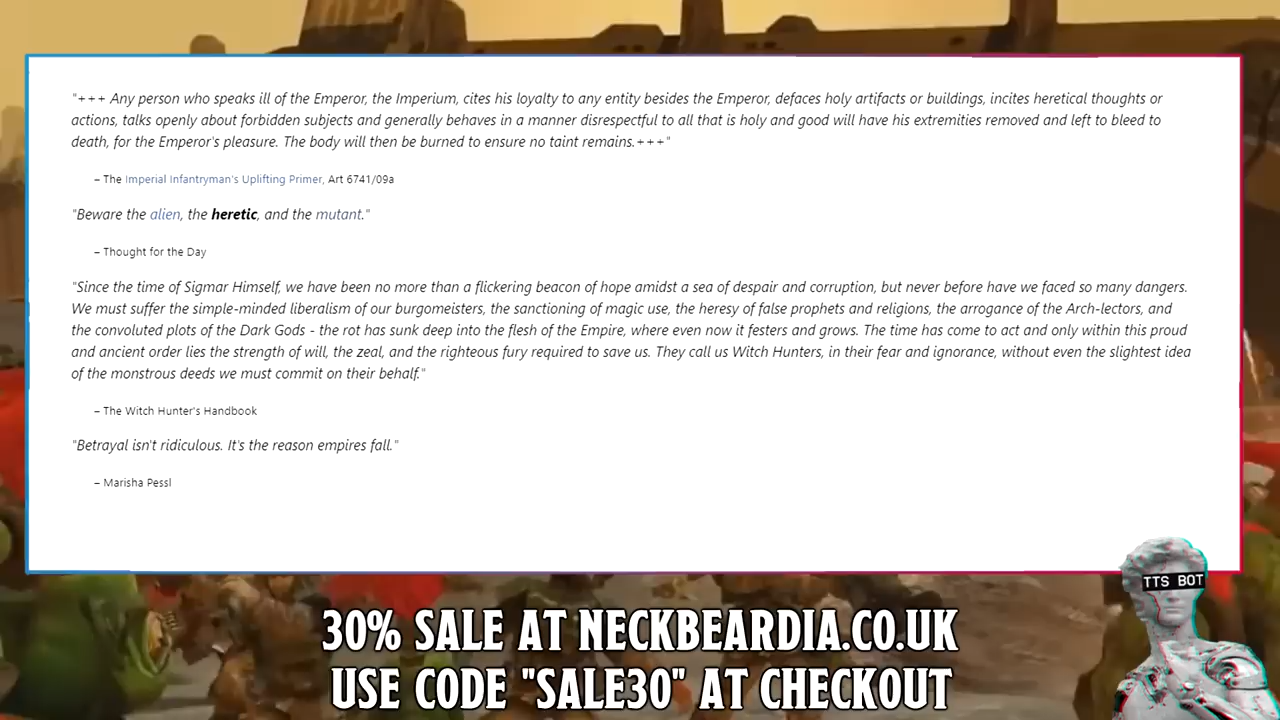 "+++ Any person who speaks ill of the Emperor, the Imperium, cites his loyalty to any entity besides the Emperor, defaces holy artifacts or buildings, incites heretical thoughts or
actions, talks openly about forbidden subjects and generally behaves in a manner disrespectful to all that is holy and good will have his extremities removed and left to bleed to
death, for the Emperor's pleasure. The body will then be burned to ensure no taint remains.+++"
– The Imperial Infantryman's Uplifting Primer, Art 6741/09a
"Beware the alien, the heretic, and the mutant."
– Thought for the Day
"Since the time of Sigmar Himself, we have been no more than a flickering beacon of hope amidst a sea of despair and corruption, but never before have we faced so many dangers.
We must suffer the simple-minded liberalism of our burgomeisters, the sanctioning of magic use, the heresy of false prophets and religions, the arrogance of the Arch-lectors, and
the convoluted plots of the Dark Gods - the rot has sunk deep into the flesh of the Empire, where even now it festers and grows. The time has come to act and only within this proud
and ancient order lies the strength of will, the zeal, and the righteous fury required to save us. They call us Witch Hunters, in their fear and ignorance, without even the slightest idea
of the monstrous deeds we must commit on their behalf."
– The Witch Hunter's Handbook
"Betrayal isn't ridiculous. It's the reason empires fall."
– Marisha Pessl
TTS BOT
30% SALE AT NECKBEARDIA.CO.UK
USE CODE "SALE30" AT CHECKOUT